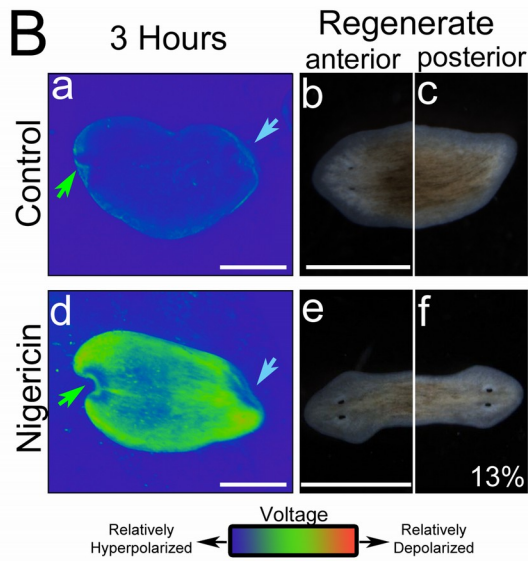 B
3 Hours
Regenerate
anterior posterior
Control
a
b
c
Nigericin
d
e
f
13%
Voltage
Relatively
Hyperpolarized
Relatively
Depolarized